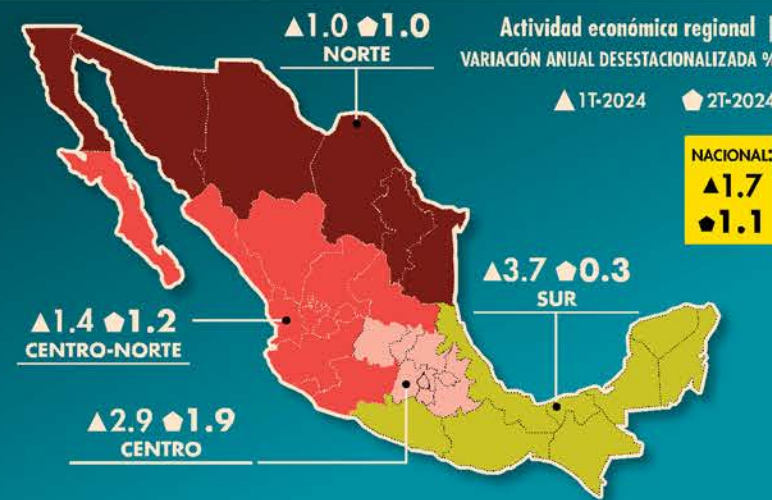 Actividad económica regional |
VARIACIÓN ANUAL DESESTACIONALIZADA %
▲1T-2024 ⬟2T-2024
NACIONAL:
▲1.7
⬟1.1
▲1.0 ⬟1.0
NORTE
▲3.7 ⬟0.3
SUR
▲1.4 ⬟1.2
CENTRO-NORTE
▲2.9 ⬟1.9
CENTRO